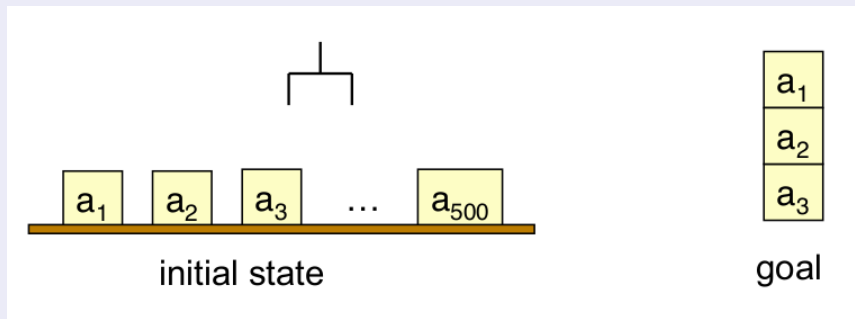 a₁ a₂ a₃ ... a₅₀₀
initial state
a₁
a₂
a₃
goal